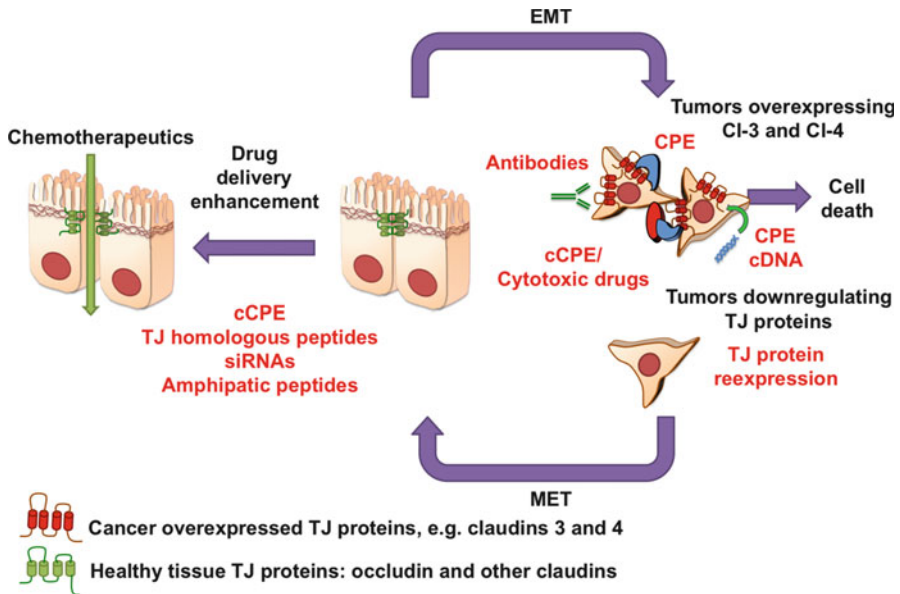 EMT
Tumors overexpressing
Cl-3 and Cl-4
Chemotherapeutics
Drug
delivery
enhancement
Antibodies
CPE
Cell
death
cCPE/
Cytotoxic drugs
CPE
cDNA
cCPE
TJ homologous peptides
siRNAs
Amphipatic peptides
Tumors downregulating
TJ proteins
TJ protein
reexpression
MET
Cancer overexpressed TJ proteins, e.g. claudins 3 and 4
Healthy tissue TJ proteins: occludin and other claudins